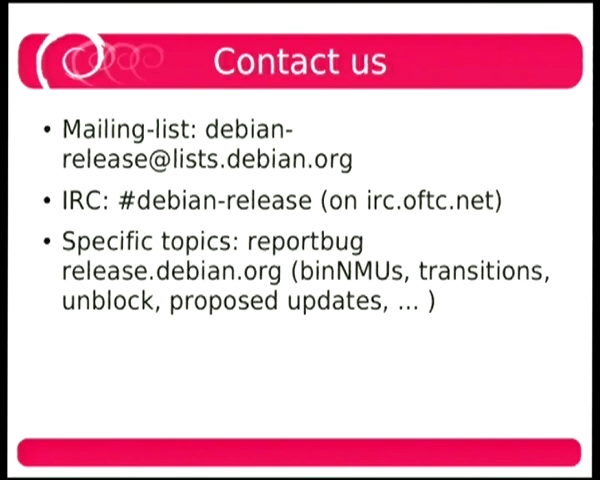 Contact us
• Mailing-list: debian-
release@lists.debian.org
• IRC: #debian-release (on irc.oftc.net)
• Specific topics: reportbug
release.debian.org (binNMUs, transitions,
unblock, proposed updates, ... )